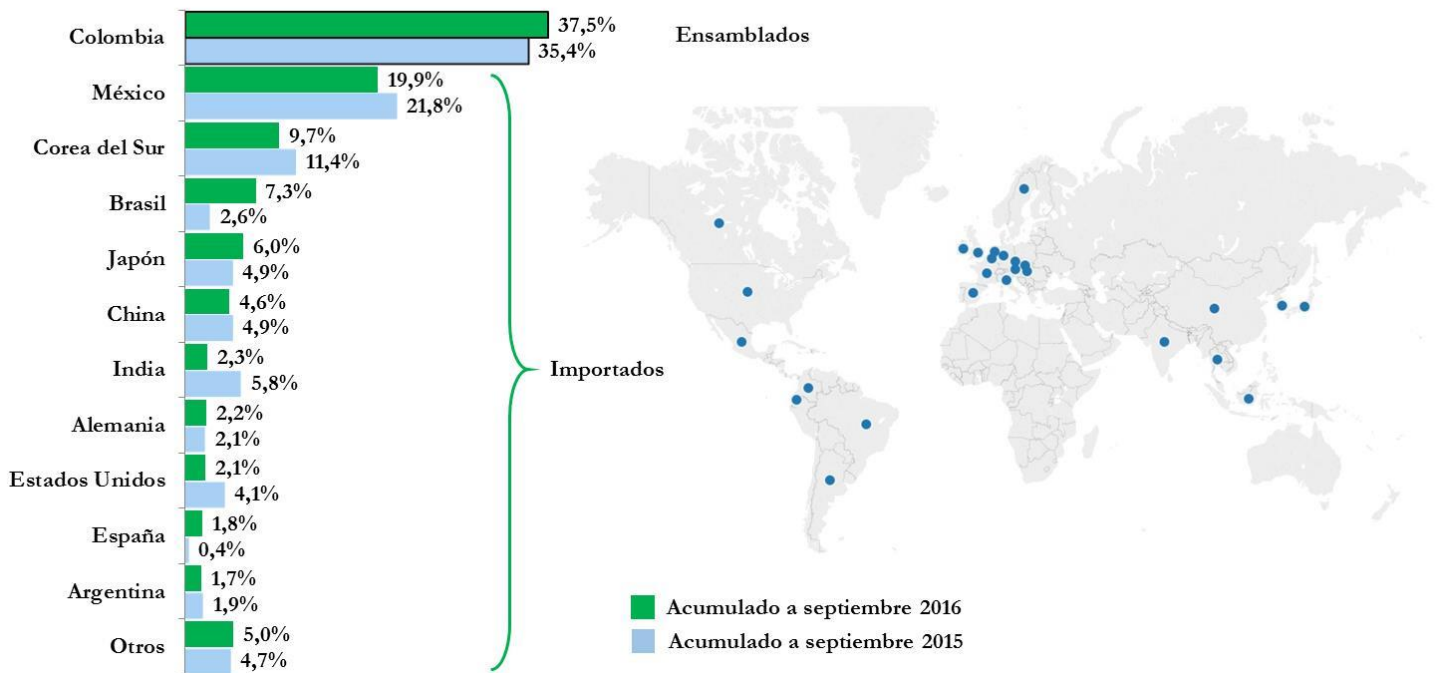 Colombia
37,5%
35,4%
Ensamblados
México
19,9%
21,8%
Corea del Sur
9,7%
11,4%
Brasil
7,3%
2,6%
Japón
6,0%
4,9%
China
4,6%
4,9%
India
2,3%
5,8%
Importados
Alemania
2,2%
2,1%
Estados Unidos
2,1%
4,1%
España
1,8%
0,4%
Argentina
1,7%
1,9%
Otros
5,0%
4,7%
Acumulado a septiembre 2016
Acumulado a septiembre 2015